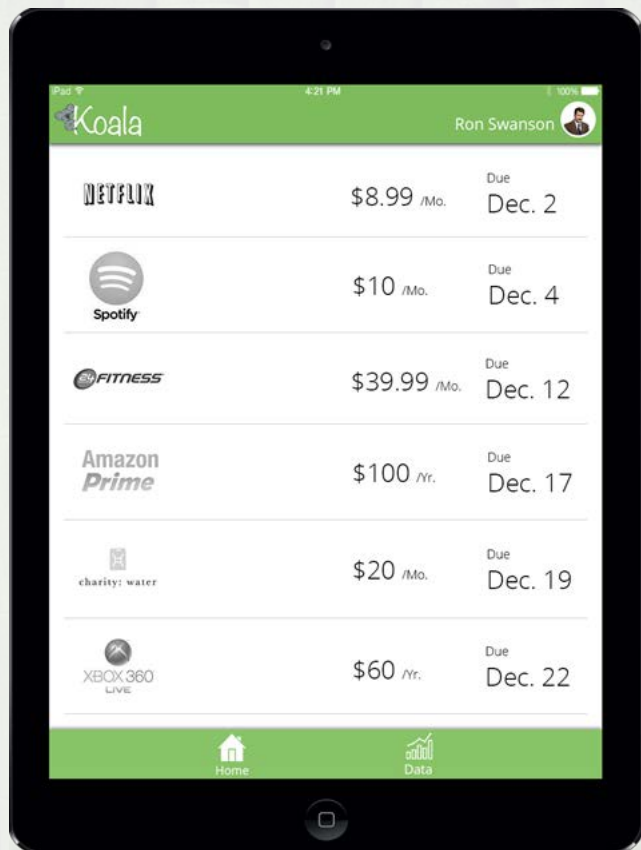 iPad 4:21 PM 100%
Koala Ron Swanson
NETFLIX $8.99 /Mo. Due Dec. 2
Spotify $10 /Mo. Due Dec. 4
24 FITNESS $39.99 /Mo. Due Dec. 12
Amazon Prime $100 /Yr. Due Dec. 17
charity: water $20 /Mo. Due Dec. 19
XBOX 360 LIVE $60 /Yr. Due Dec. 22
Home Data